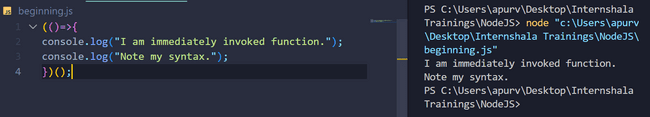 JS beginning.js
1 (()=>{
2 console.log("I am immediately invoked function.");
3 console.log("Note my syntax.");
4 })();
PS C:\Users\apurv\Desktop\Internshala
Trainings\NodeJS> node "c:\Users\apurv
\Desktop\Internshala Trainings\NodeJS\
beginning.js"
I am immediately invoked function.
Note my syntax.
PS C:\Users\apurv\Desktop\Internshala
Trainings\NodeJS>